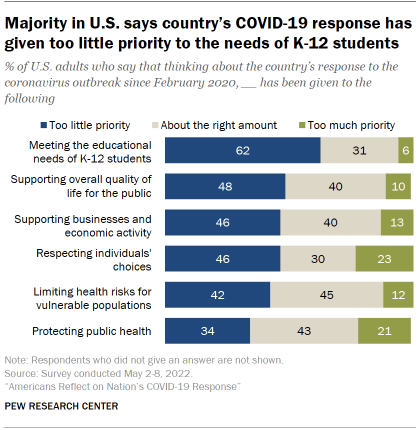 Majority in U.S. says country's COVID-19 response has
given too little priority to the needs of K-12 students
% of U.S. adults who say that thinking about the country's response to the
coronavirus outbreak since February 2020, __ has been given to the
following
Too little priority About the right amount Too much priority
Meeting the educational
needs of K-12 students
62 31 6
Supporting overall quality of
life for the public
48 40 10
Supporting businesses and
economic activity
46 40 13
Respecting individuals'
choices
46 30 23
Limiting health risks for
vulnerable populations
42 45 12
Protecting public health 34 43 21
Note: Respondents who did not give an answer are not shown.
Source: Survey conducted May 2-8, 2022.
"Americans Reflect on Nation's COVID-19 Response"
PEW RESEARCH CENTER